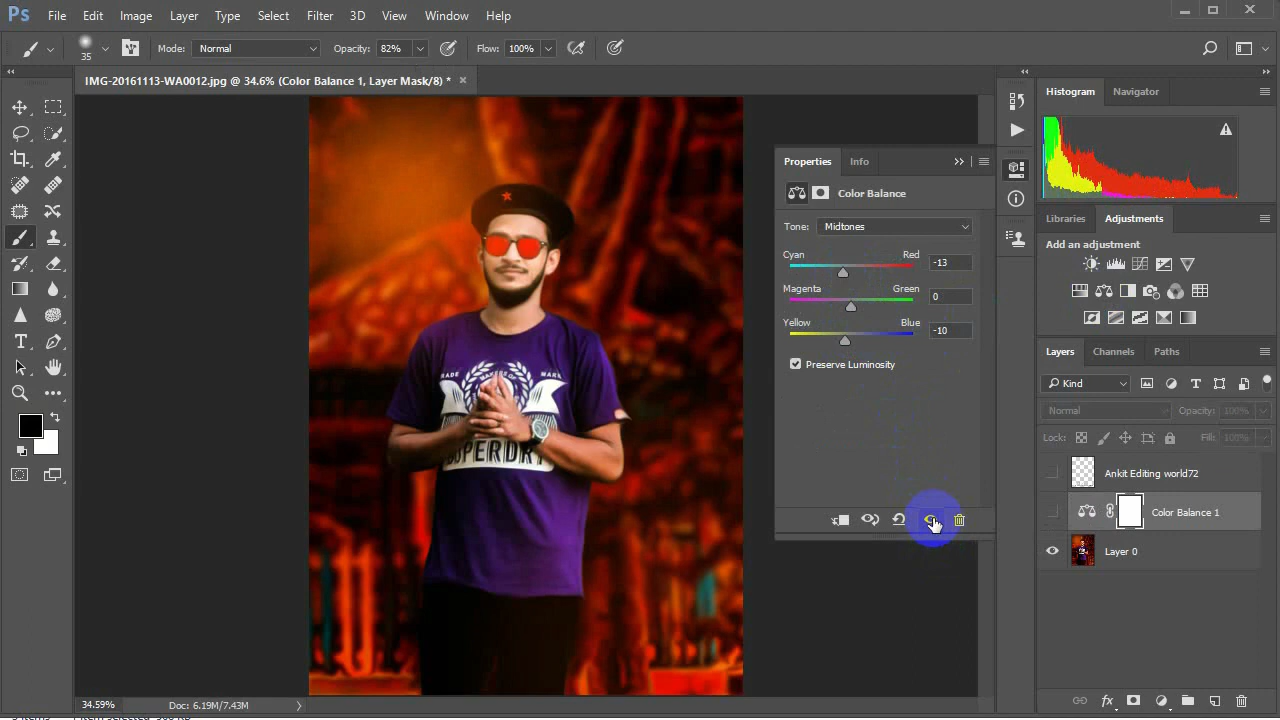 Ps File Edit Image Layer Type Select Filter 3D View Window Help
35 Mode: Normal Opacity: 82% Flow: 100%
IMG-20161113-WA0012.jpg @ 34.6% (Color Balance 1, Layer Mask/8) *
Histogram Navigator
Properties Info
Color Balance
Tone: Midtones
Cyan Red -13
Magenta Green 0
Yellow Blue -10
Preserve Luminosity
Libraries Adjustments
Add an adjustment
Layers Channels Paths
Kind
Normal Opacity: 100%
Lock: Fill: 100%
Ankit Editing world72
Color Balance 1
Layer 0
TRADE MARK
SUPERDRY
34.59% Doc: 6.19M/7.43M